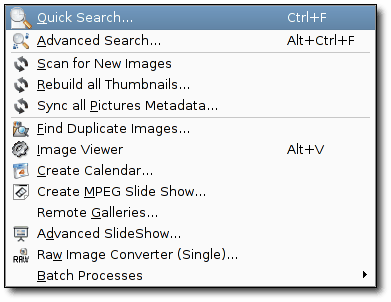 Quick Search... Ctrl+F
Advanced Search... Alt+Ctrl+F
Scan for New Images
Rebuild all Thumbnails...
Sync all Pictures Metadata...
Find Duplicate Images...
Image Viewer Alt+V
Create Calendar...
Create MPEG Slide Show...
Remote Galleries...
Advanced SlideShow...
RAW Raw Image Converter (Single)...
Batch Processes